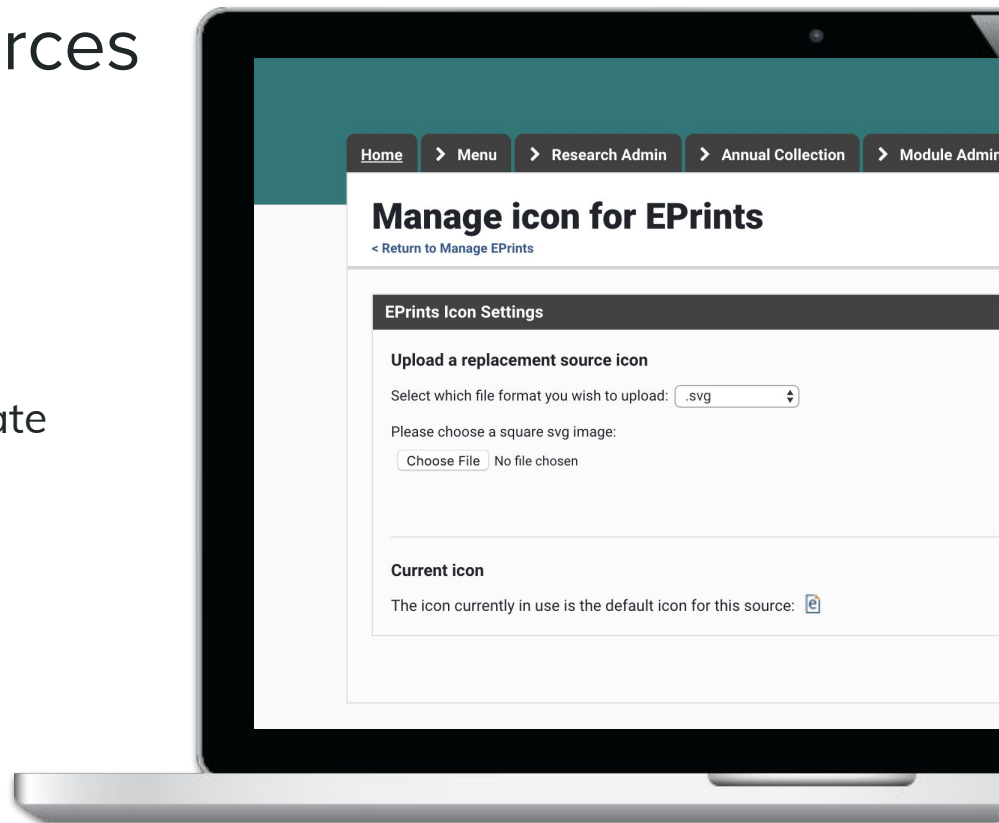 rces
ate
Home
Menu
Research Admin
Annual Collection
Module Admin
Manage icon for EPrints
< Return to Manage EPrints
EPrints Icon Settings
Upload a replacement source icon
Select which file format you wish to upload: .svg
Please choose a square svg image:
Choose File No file chosen
Current icon
The icon currently in use is the default icon for this source: e